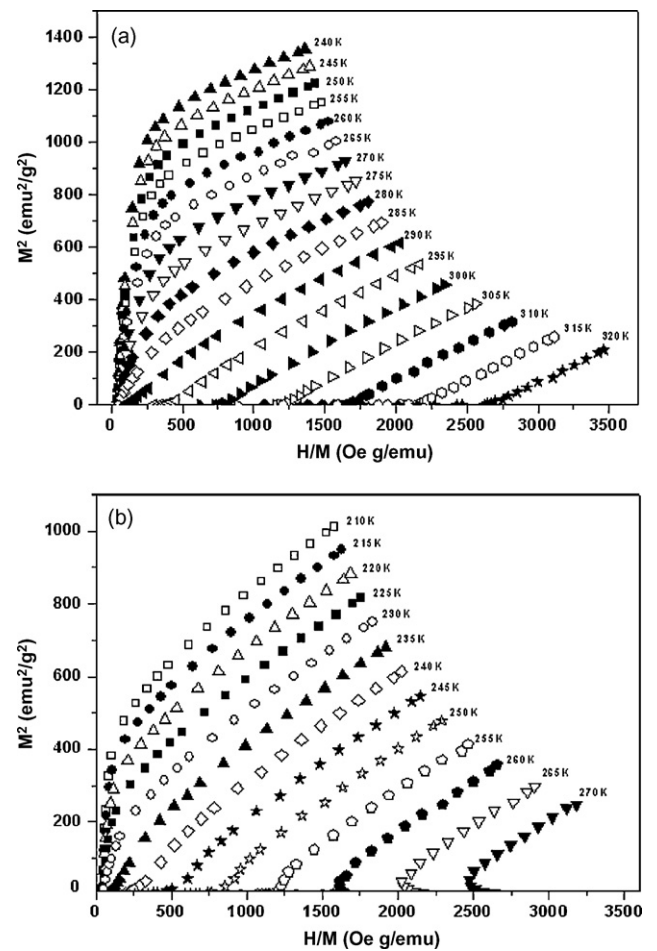 (a)
1400
1200
1000
800
600
400
200
0
M² (emu²/g²)
240 K
245 K
250 K
255 K
260 K
265 K
270 K
275 K
280 K
285 K
290 K
295 K
300 K
305 K
310 K
315 K
320 K
0 500 1000 1500 2000 2500 3000 3500
H/M (Oe g/emu)
(b)
1000
800
600
400
200
0
M² (emu²/g²)
210 K
215 K
220 K
225 K
230 K
235 K
240 K
245 K
250 K
255 K
260 K
265 K
270 K
0 500 1000 1500 2000 2500 3000 3500
H/M (Oe g/emu)